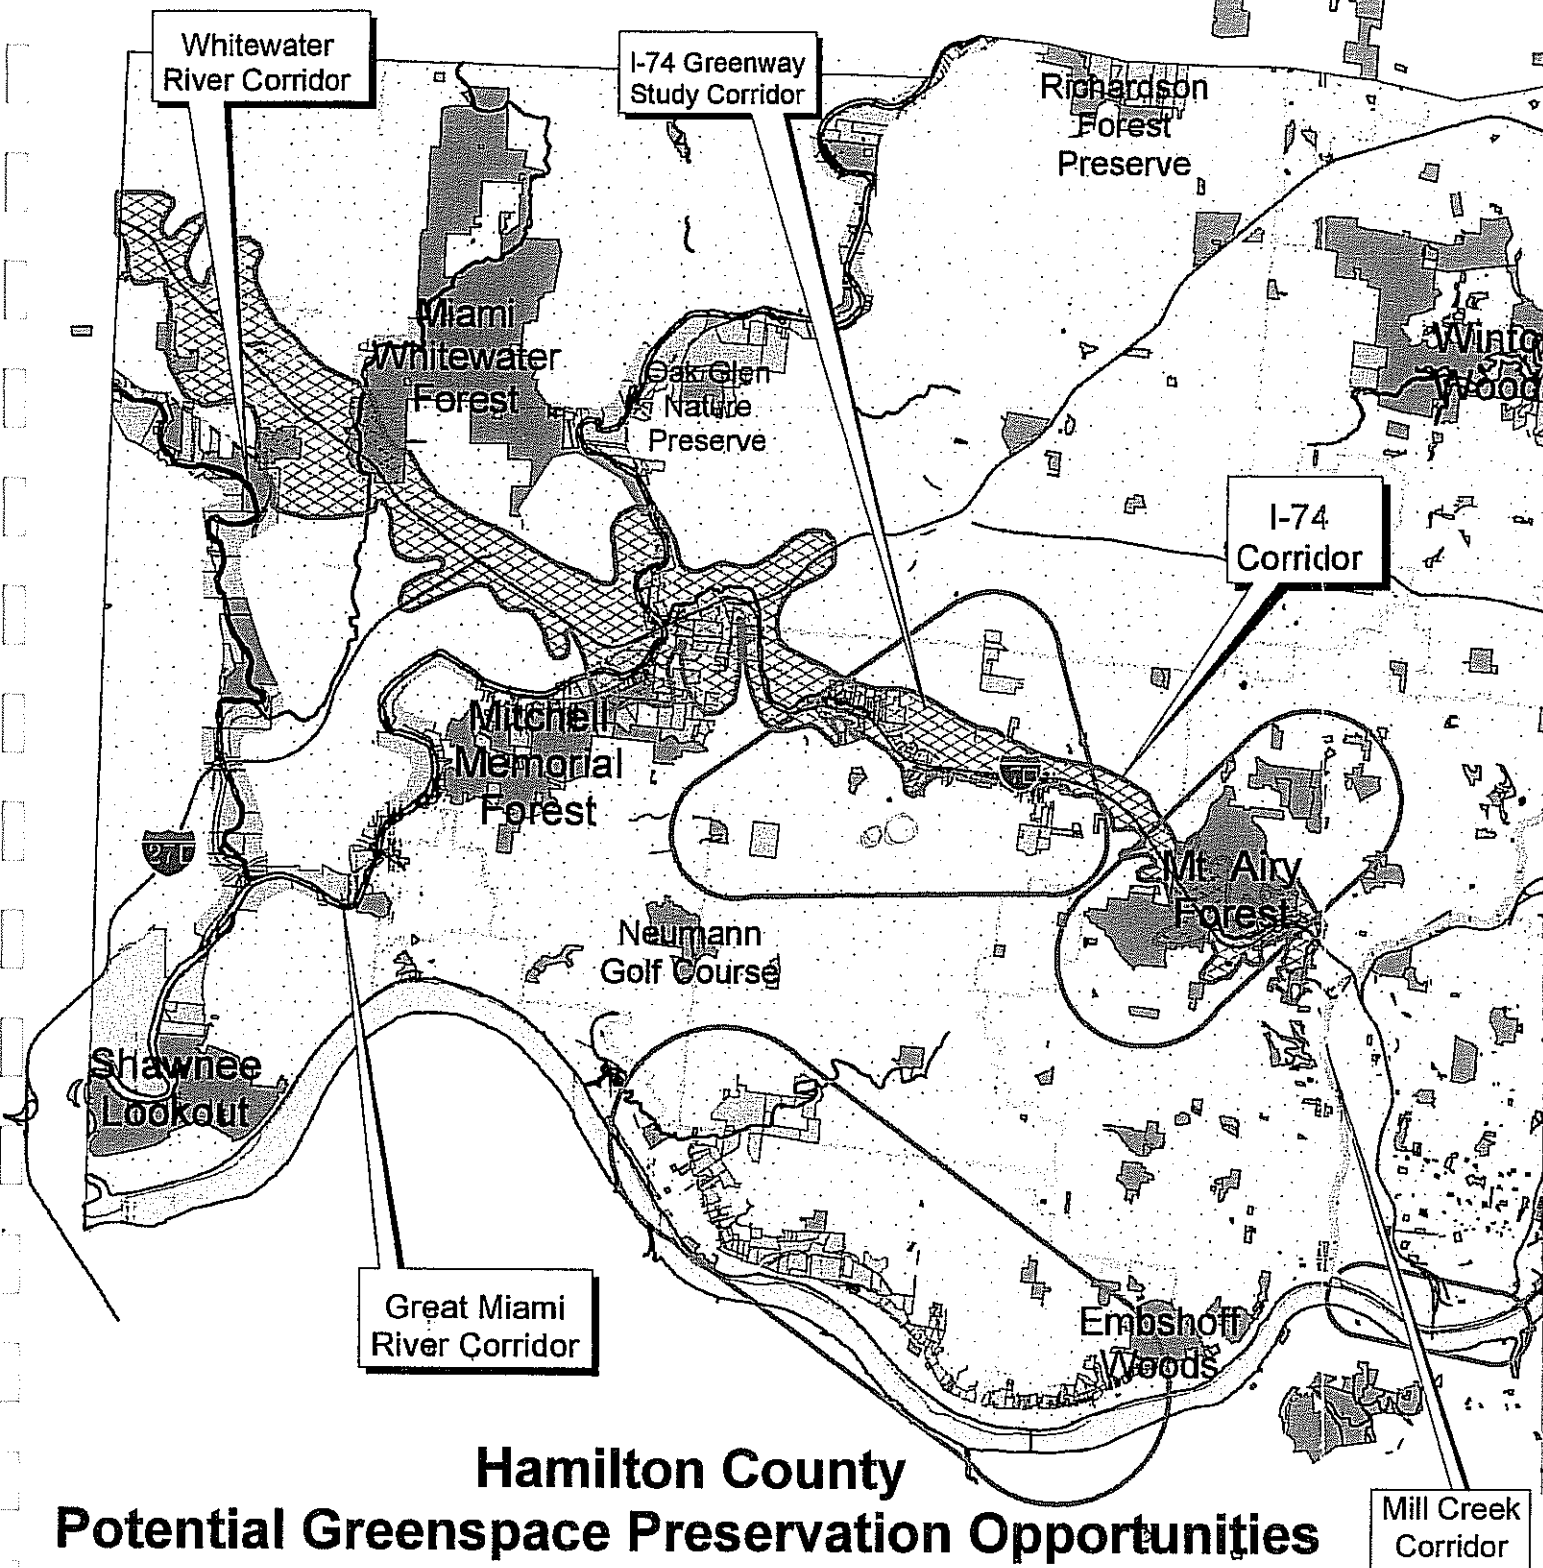 Whitewater
River Corridor
I-74 Greenway
Study Corridor
Richardson
Forest
Preserve
Miami
Whitewater
Forest
Oak Glen
Nature
Preserve
I-74
Corridor
Mitchell
Memorial
Forest
Mt. Airy
Forest
Neumann
Golf Course
Shawnee
Lookout
Great Miami
River Corridor
Embshoff
Woods
Hamilton County
Potential Greenspace Preservation Opportunities
Mill Creek
Corridor